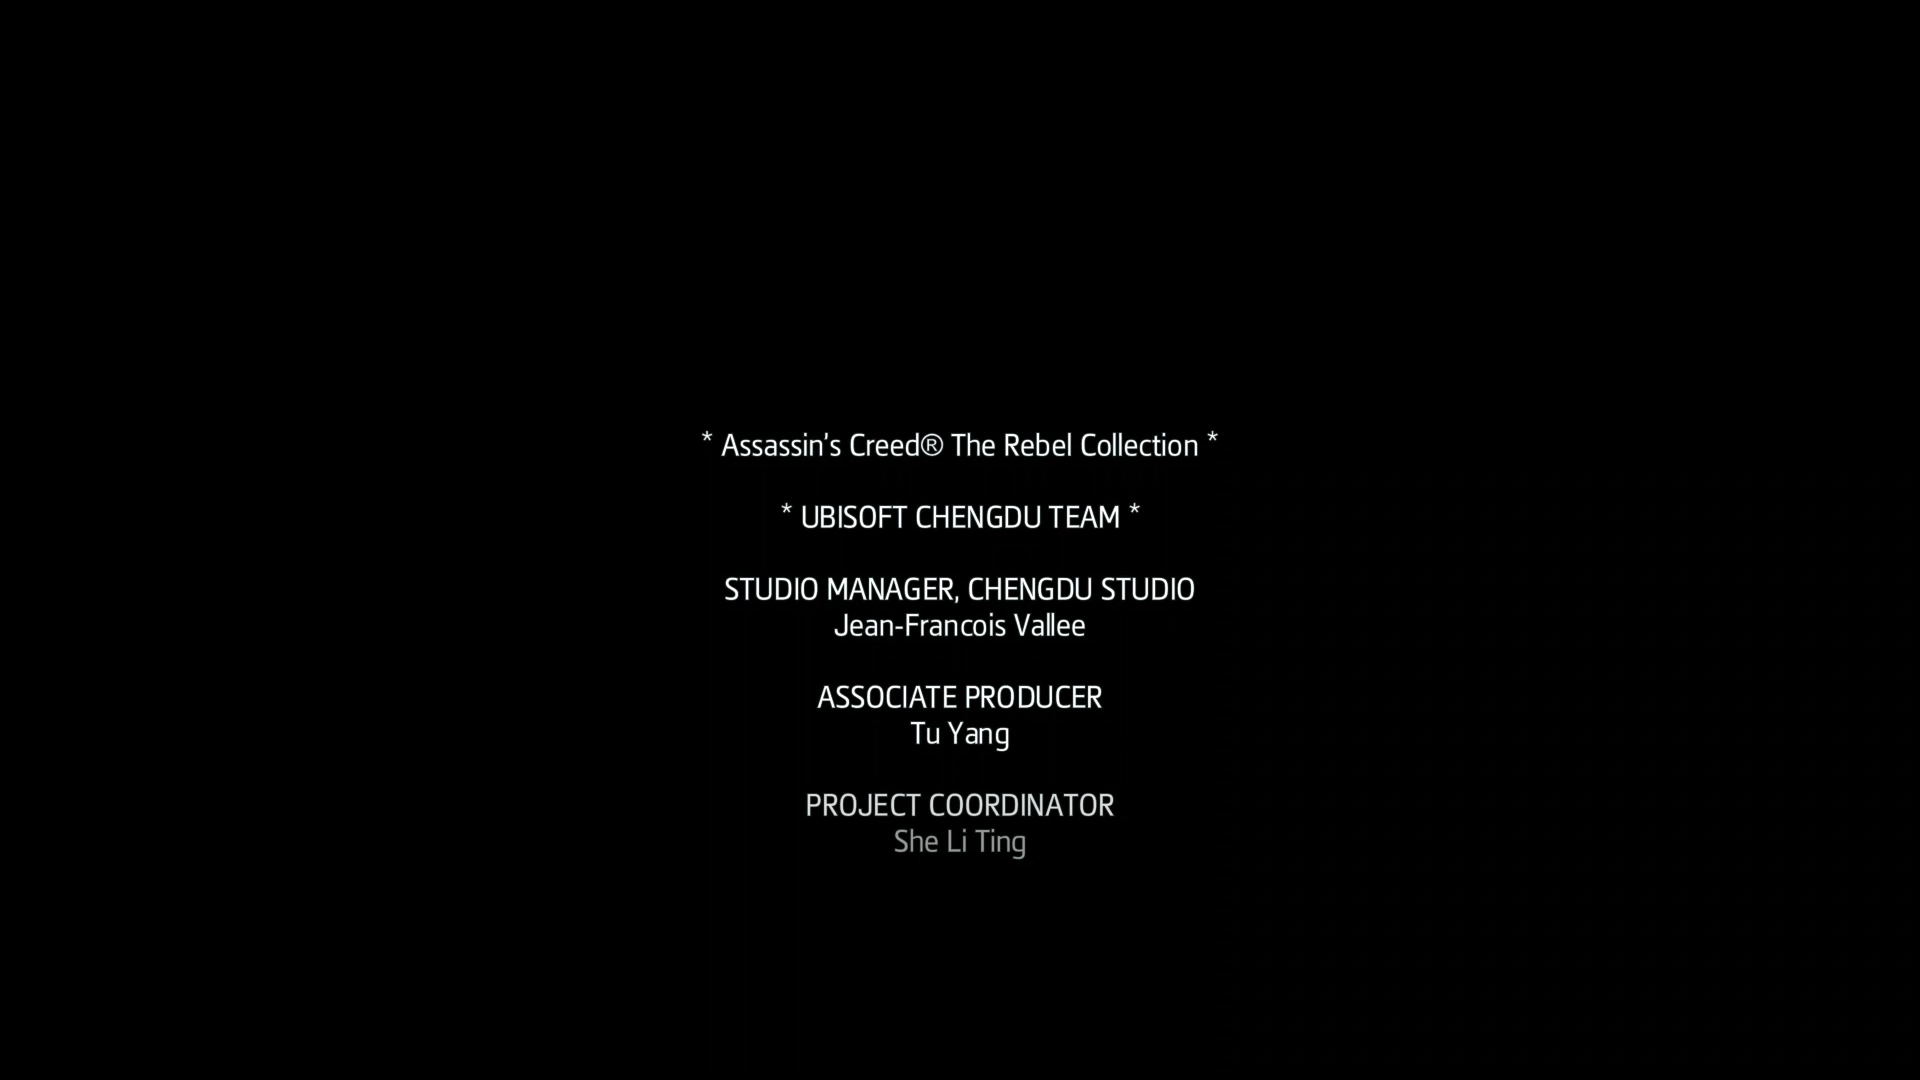 * Assassin's Creed® The Rebel Collection *
* UBISOFT CHENGDU TEAM *
STUDIO MANAGER, CHENGDU STUDIO
Jean-Francois Vallee
ASSOCIATE PRODUCER
Tu Yang
PROJECT COORDINATOR
She Li Ting